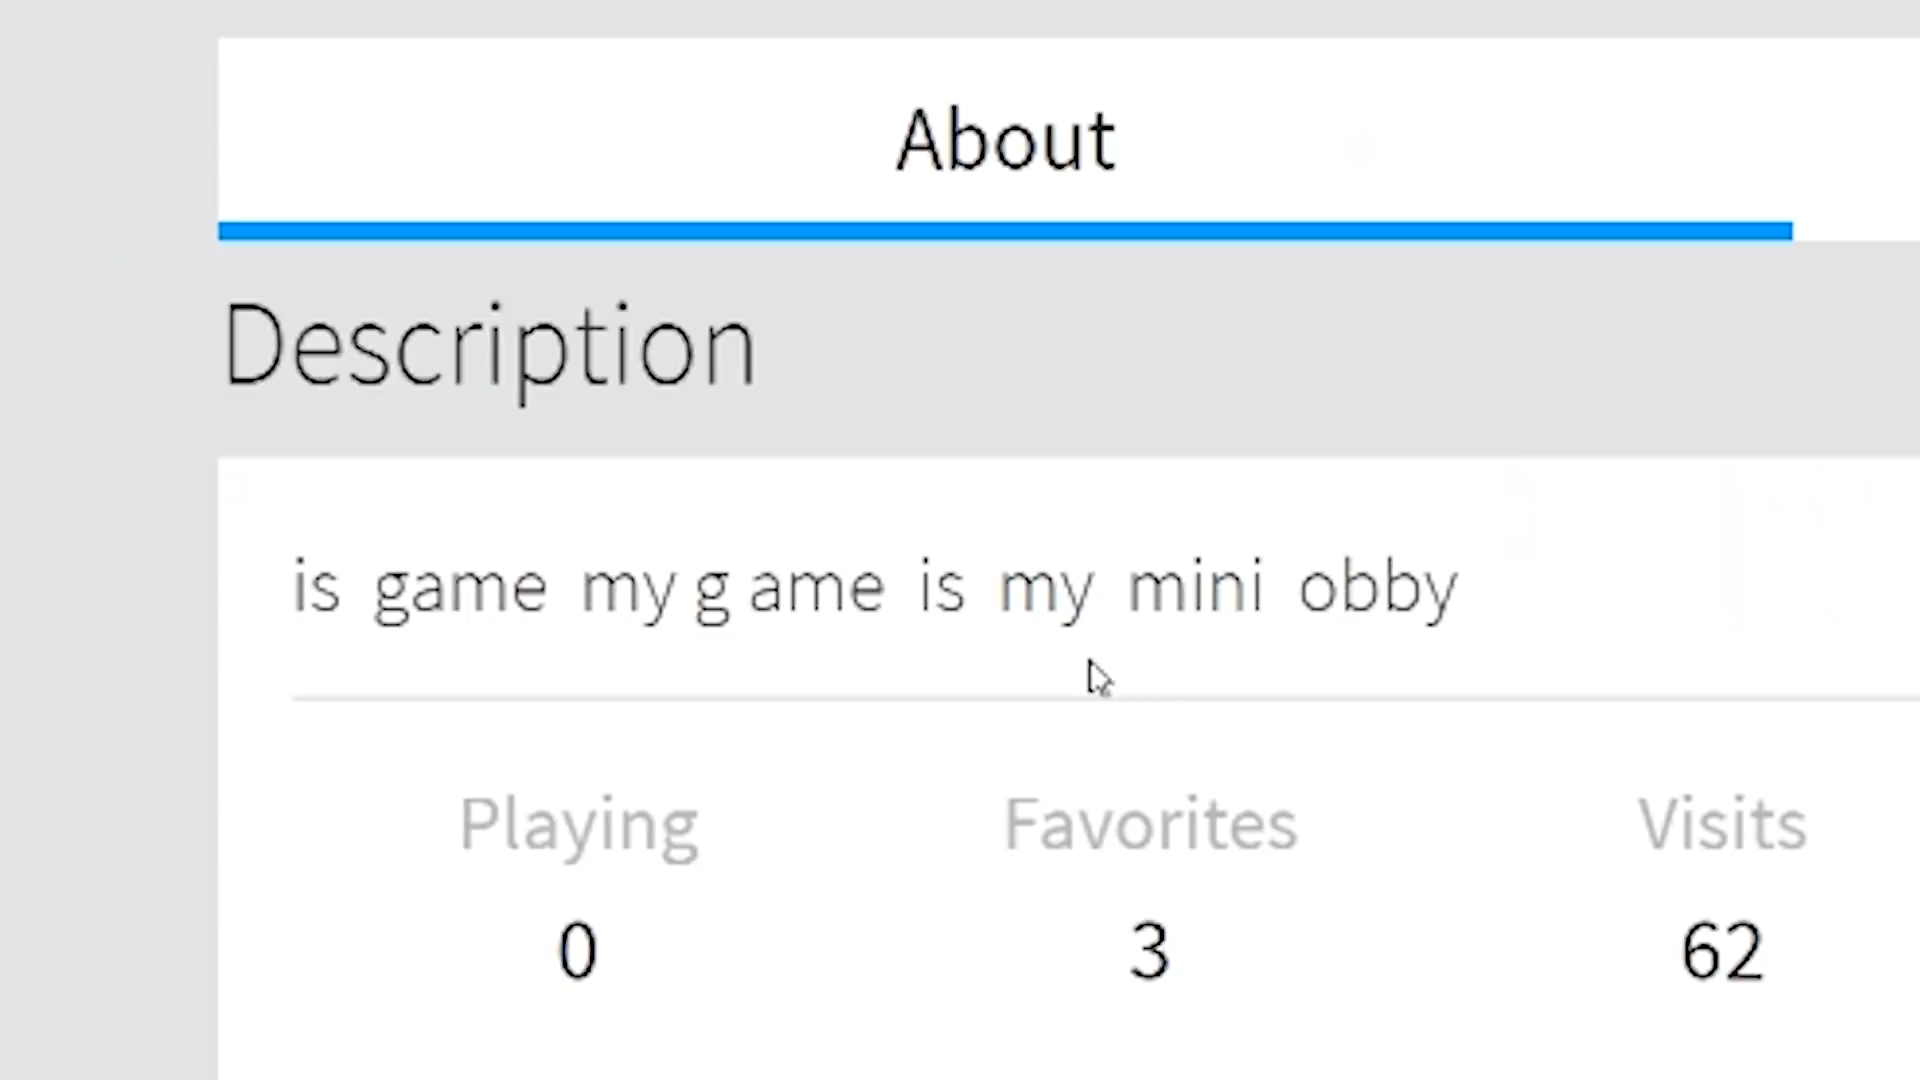 About
Description
is game my g ame is my mini obby
Playing Favorites Visits
0 3 62